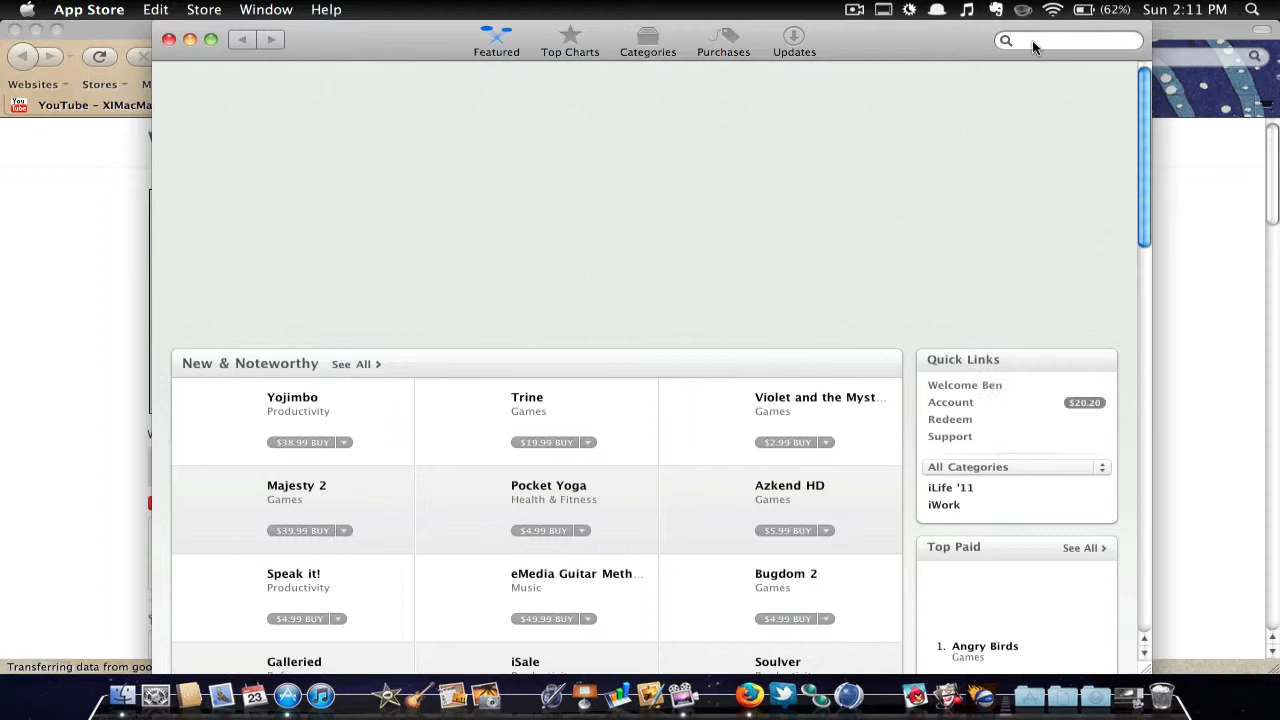 App Store Edit Store Window Help (62%) Sun 2:11 PM
Featured Top Charts Categories Purchases Updates
Websites Stores
You Tube YouTube – XIMacMa
New & Noteworthy See All >
Yojimbo
Productivity
$38.99 BUY
Trine
Games
$19.99 BUY
Violet and the Myst...
Games
$2.99 BUY
Majesty 2
Games
$39.99 BUY
Pocket Yoga
Health & Fitness
$4.99 BUY
Azkend HD
Games
$5.99 BUY
Speak it!
Productivity
$4.99 BUY
eMedia Guitar Meth...
Music
$49.99 BUY
Bugdom 2
Games
$4.99 BUY
Galleried
iSale
Soulver
Quick Links
Welcome Ben
Account $20.20
Redeem
Support
All Categories
iLife '11
iWork
Top Paid See All >
1. Angry Birds
Games
Transferring data from goo
23